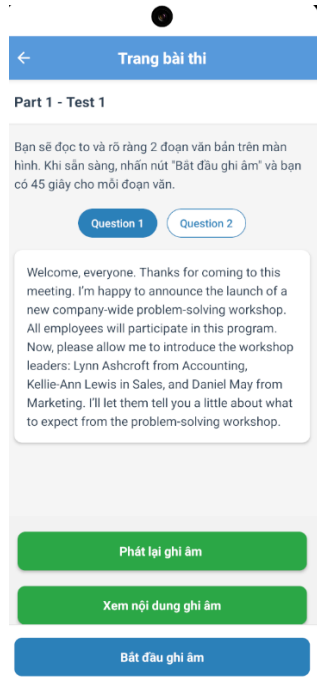 Trang bài thi
Part 1 - Test 1
Bạn sẽ đọc to và rõ ràng 2 đoạn văn bản trên màn
hình. Khi sẵn sàng, nhấn nút "Bắt đầu ghi âm" và bạn
có 45 giây cho mỗi đoạn văn.
Question 1
Question 2
Welcome, everyone. Thanks for coming to this
meeting. I'm happy to announce the launch of a
new company-wide problem-solving workshop.
All employees will participate in this program.
Now, please allow me to introduce the workshop
leaders: Lynn Ashcroft from Accounting,
Kellie-Ann Lewis in Sales, and Daniel May from
Marketing. I'll let them tell you a little about what
to expect from the problem-solving workshop.
Phát lại ghi âm
Xem nội dung ghi âm
Bắt đầu ghi âm